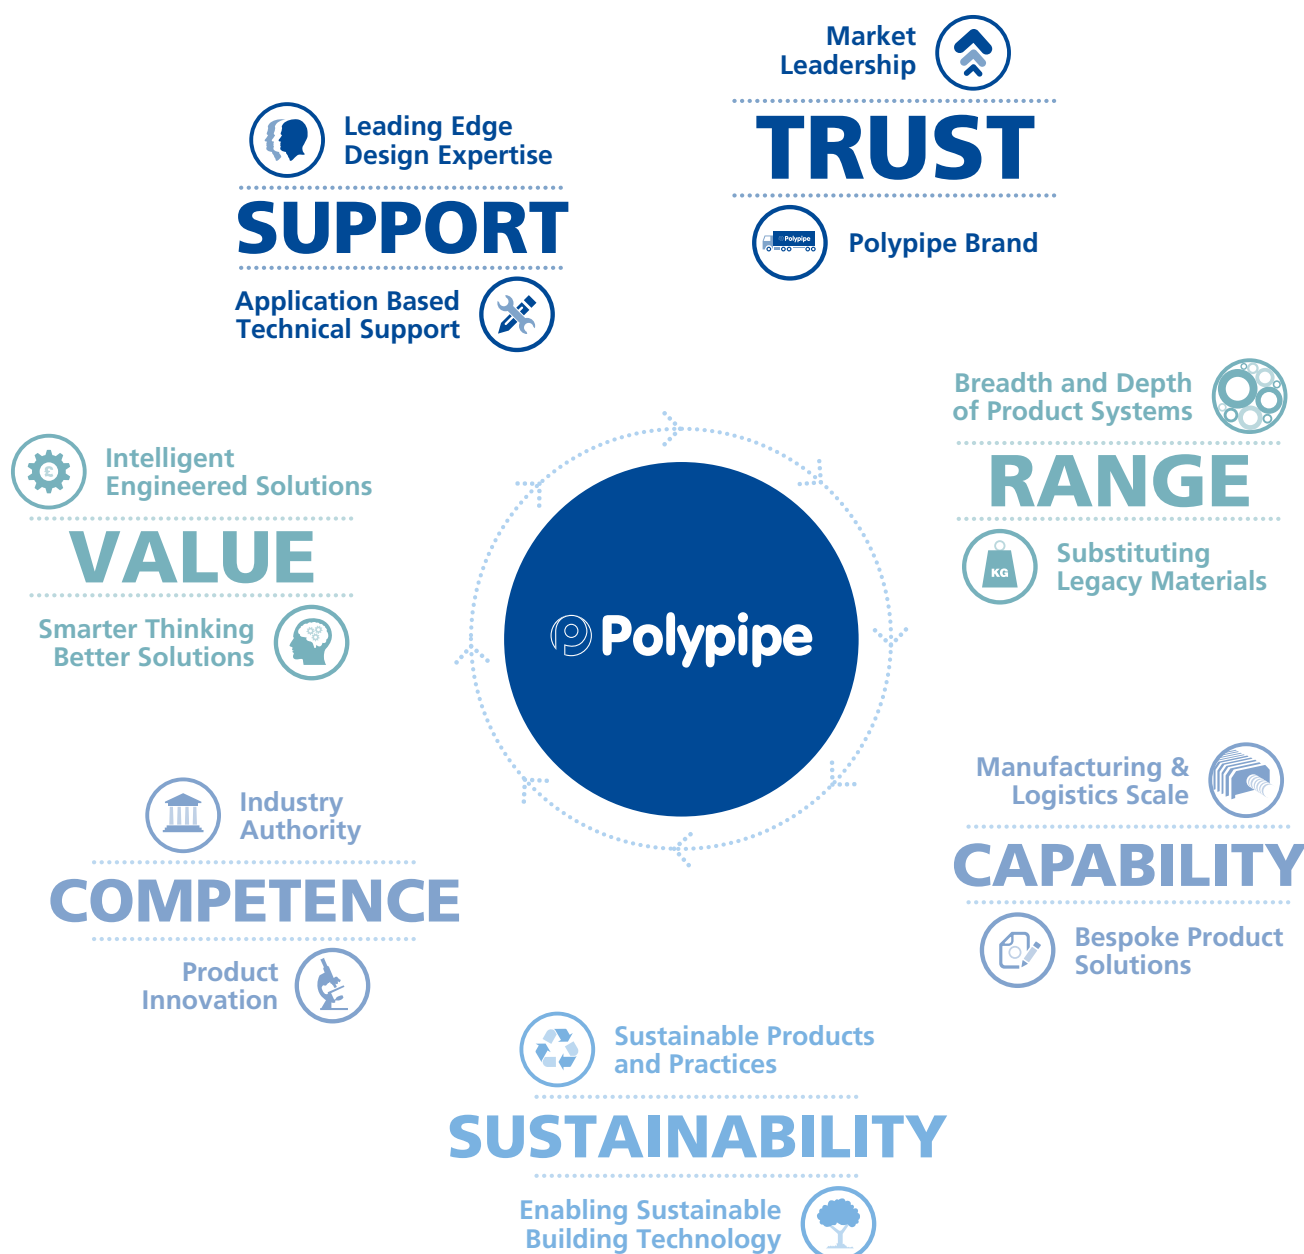 Market
Leadership
TRUST
Polypipe
Polypipe Brand
Leading Edge
Design Expertise
SUPPORT
Application Based
Technical Support
Breadth and Depth
of Product Systems
RANGE
KG
Substituting
Legacy Materials
£
Intelligent
Engineered Solutions
VALUE
Smarter Thinking
Better Solutions
Polypipe
Manufacturing &
Logistics Scale
CAPABILITY
Bespoke Product
Solutions
Industry
Authority
COMPETENCE
Product
Innovation
Sustainable Products
and Practices
SUSTAINABILITY
Enabling Sustainable
Building Technology